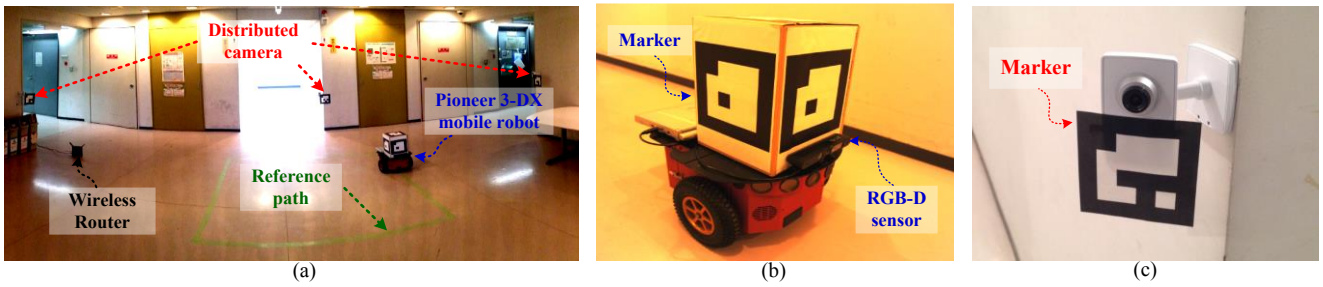 Distributed
camera
Pioneer 3-DX
mobile robot
Reference
path
Wireless
Router
(a)
Marker
RGB-D
sensor
(b)
Marker
(c)